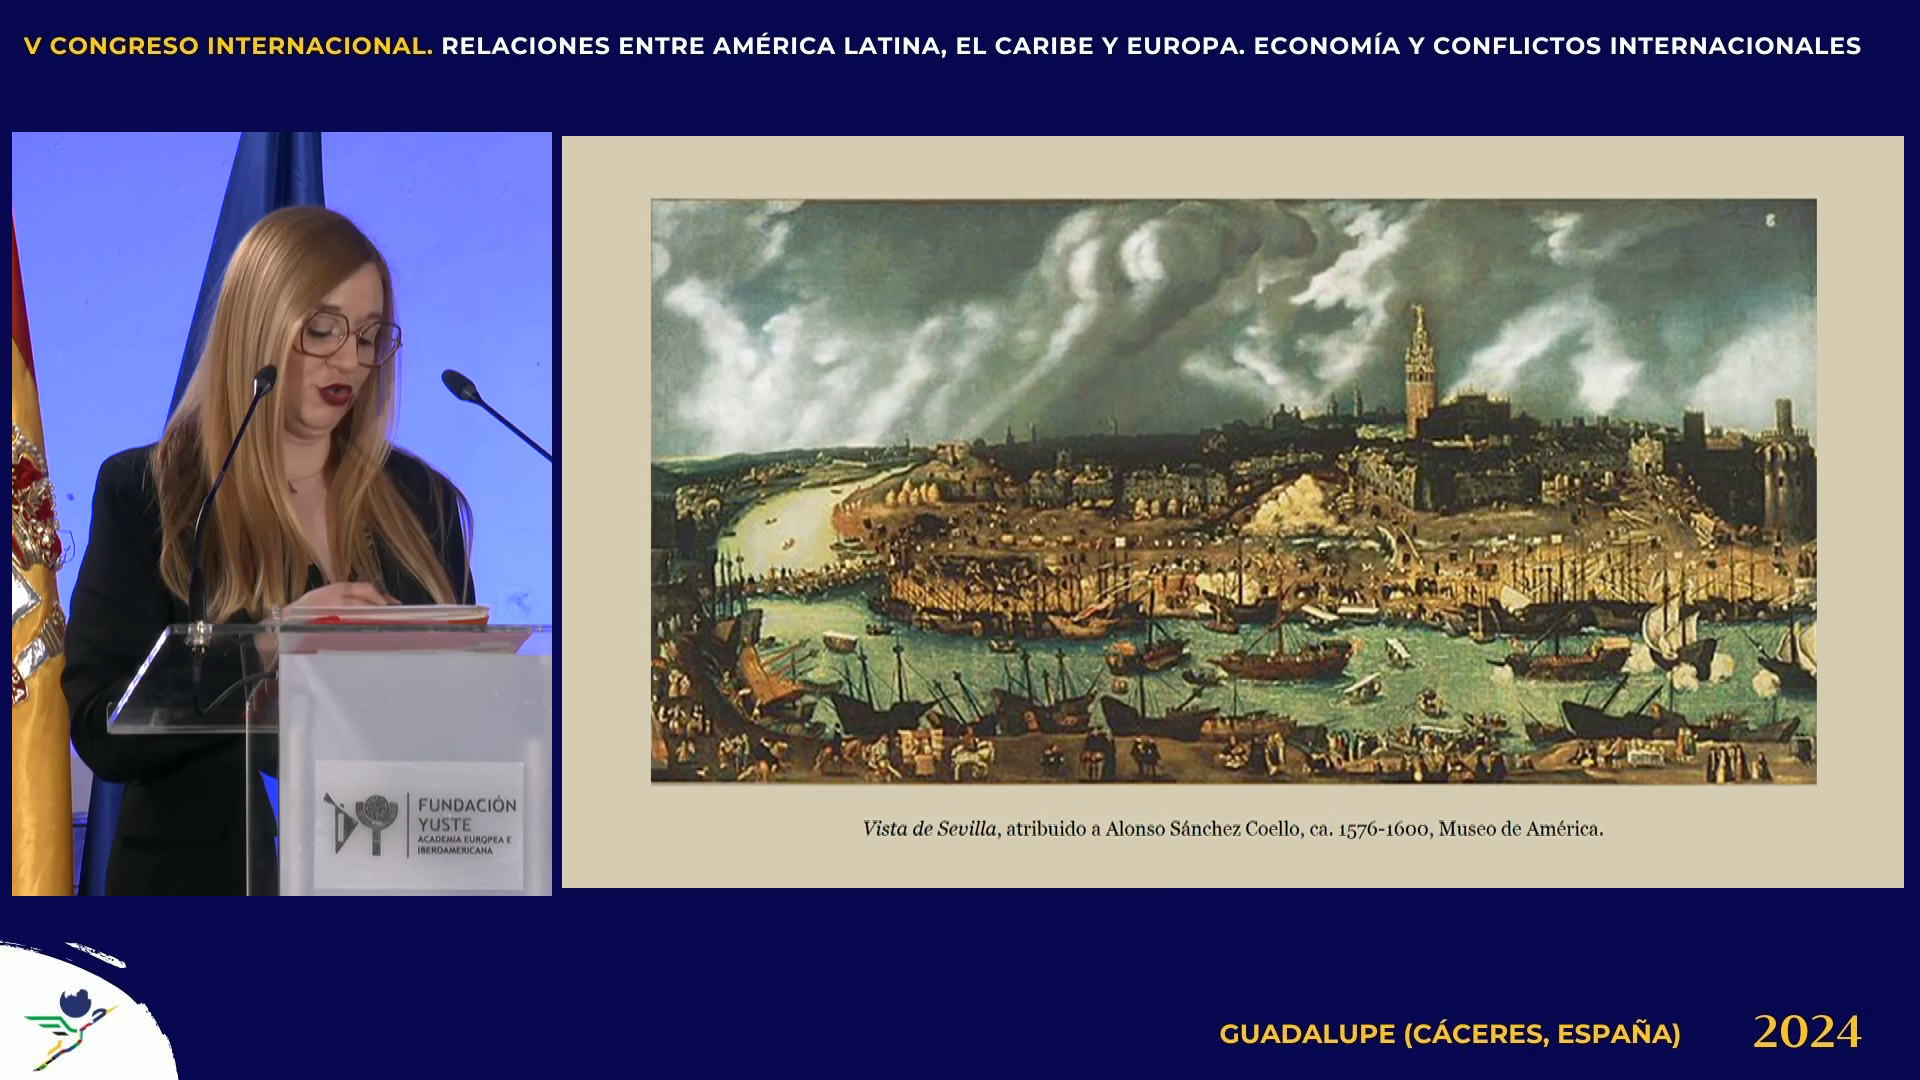 V CONGRESO INTERNACIONAL. RELACIONES ENTRE AMÉRICA LATINA, EL CARIBE Y EUROPA. ECONOMÍA Y CONFLICTOS INTERNACIONALES
8
Vista de Sevilla, atribuido a Alonso Sánchez Coello, ca. 1576-1600, Museo de América.
FUNDACIÓN
YUSTE
ACADEMIA EUROPEA E
IBEROAMERICANA
GUADALUPE (CÁCERES, ESPAÑA) 2024